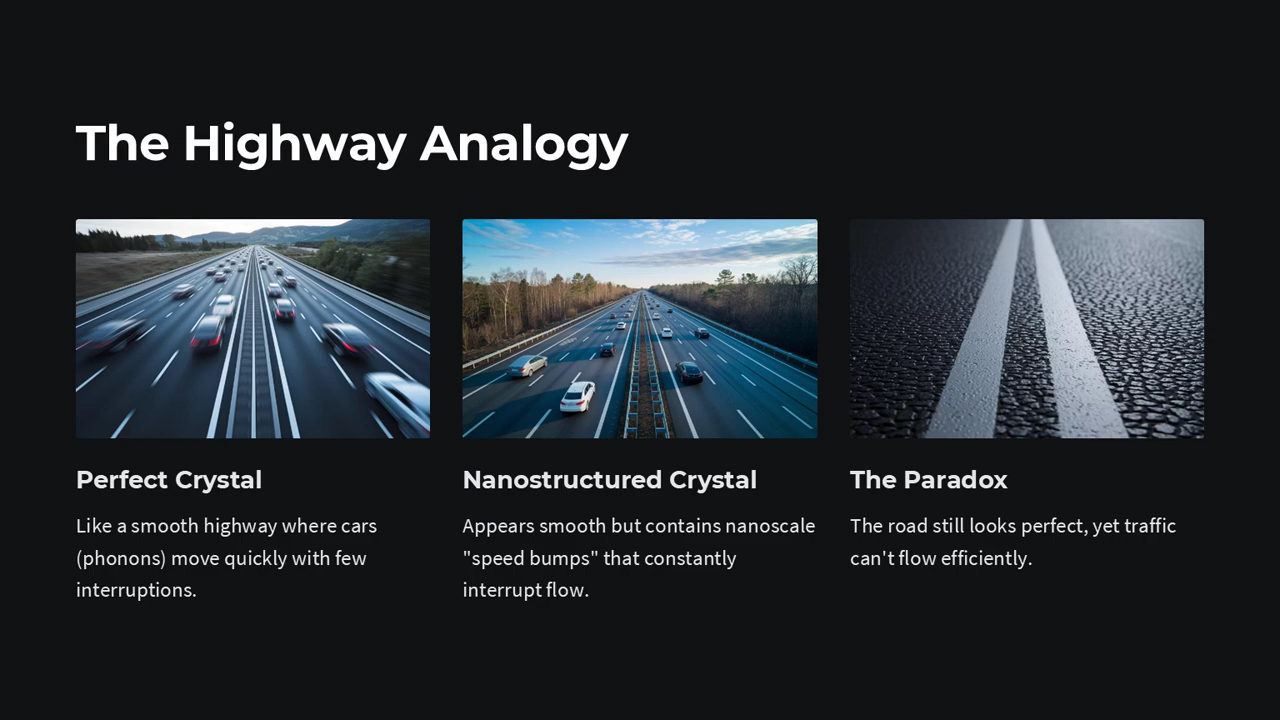 The Highway Analogy
Perfect Crystal
Like a smooth highway where cars
(phonons) move quickly with few
interruptions.
Nanostructured Crystal
Appears smooth but contains nanoscale
"speed bumps" that constantly
interrupt flow.
The Paradox
The road still looks perfect, yet traffic
can't flow efficiently.